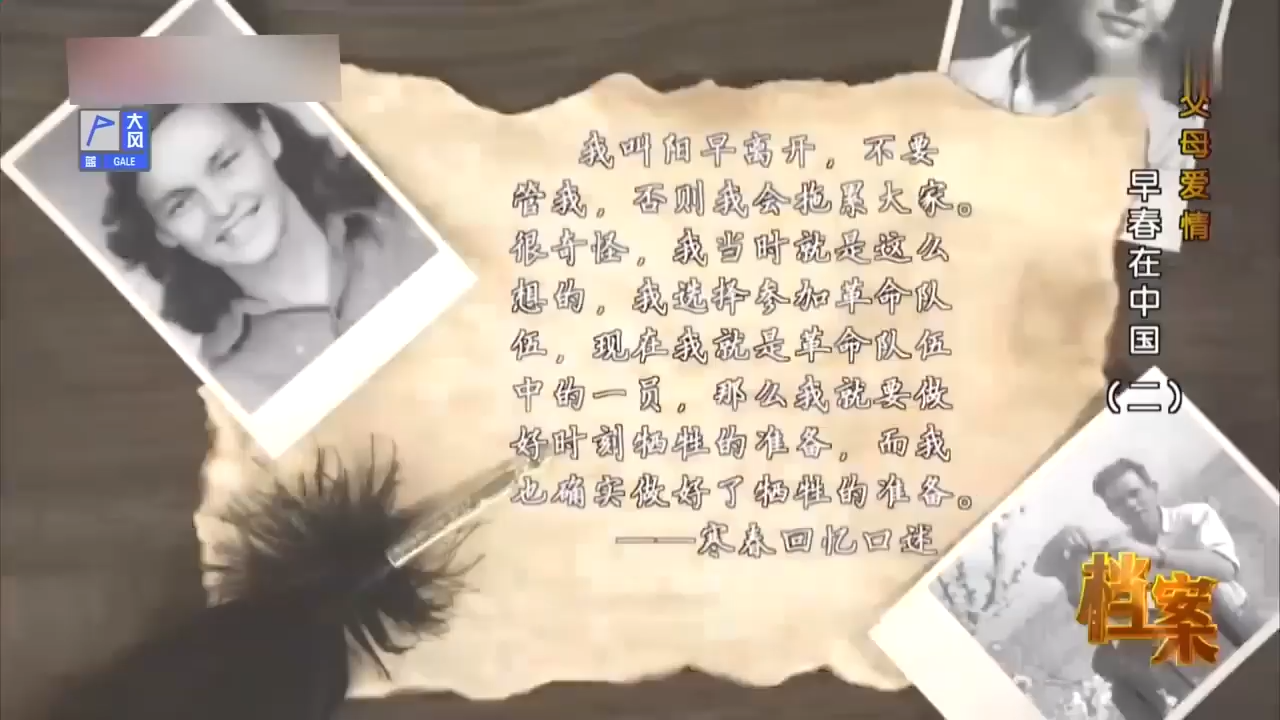 大风
蓝 GALE
我叫阳早离开，不要
管我，否则我会拖累大家。
很奇怪，我当时就是这么
想的，我选择参加革命队
伍，现在我就是革命队伍
中的一员，那么我就要做
好时刻牺牲的准备，而我
也确实做好了牺牲的准备。
——寒春回忆口述
父母爱情
早春在中国
（二）
档案